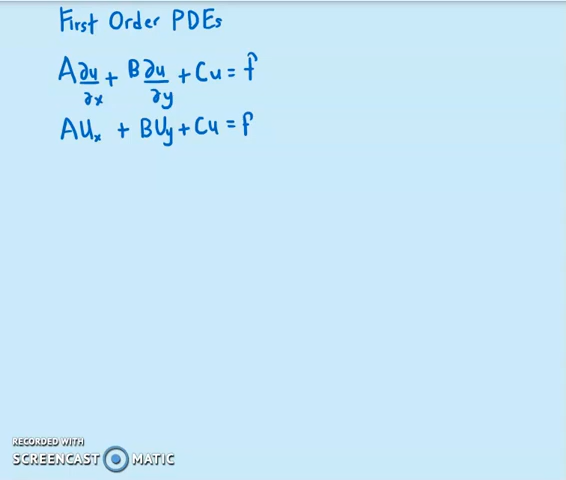 First Order PDEs
A ∂u/∂x + B ∂u/∂y + Cu = f
AUₓ + BUy + Cu = f
RECORDED WITH
SCREENCAST MATIC